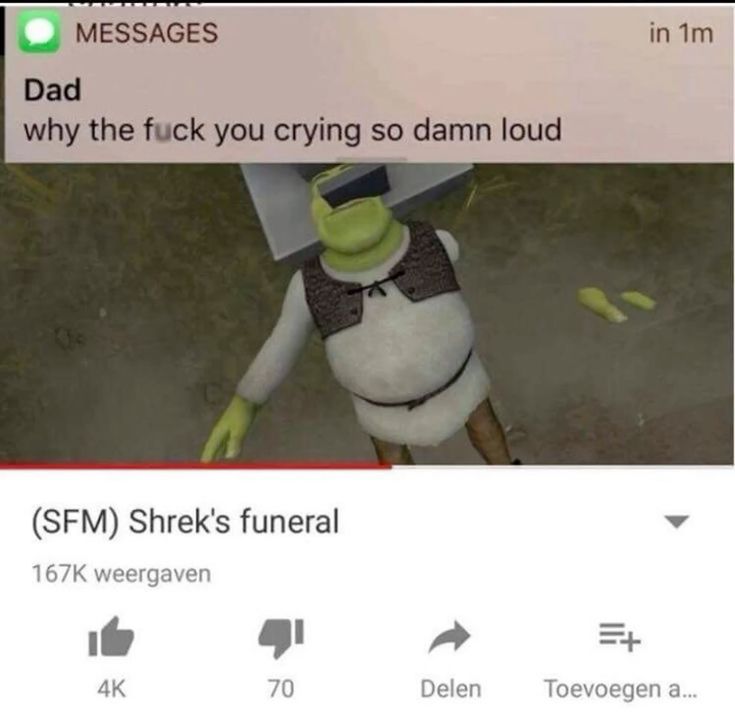 MESSAGES
in 1m
Dad
why the fuck you crying so damn loud
(SFM) Shrek's funeral
167K weergaven
4K
70
Delen
Toevoegen a...